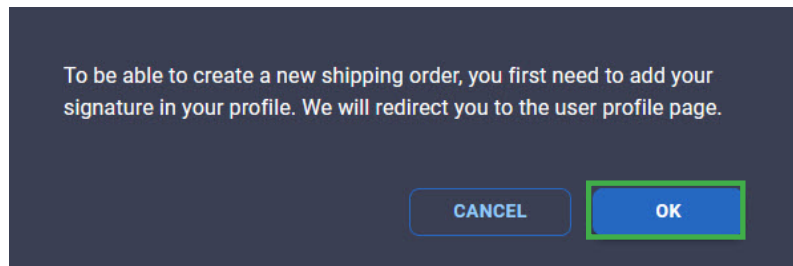 To be able to create a new shipping order, you first need to add your
signature in your profile. We will redirect you to the user profile page.
CANCEL OK